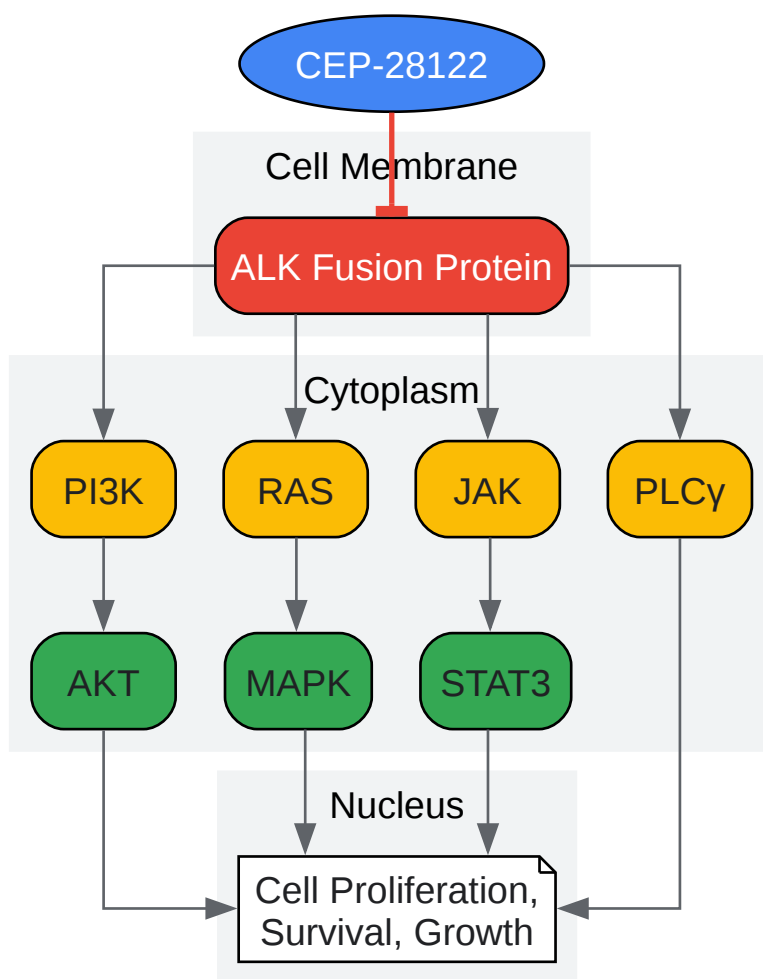 CEP-28122
Cell Membrane
ALK Fusion Protein
Cytoplasm
PI3K
RAS
JAK
PLCγ
AKT
MAPK
STAT3
Nucleus
Cell Proliferation,
Survival, Growth